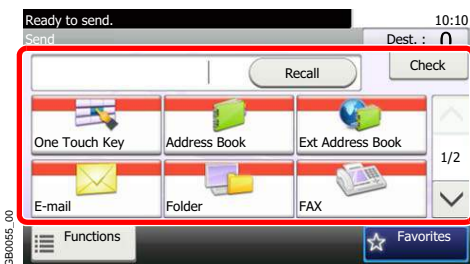 Ready to send.
10:10
Send
Dest. :
0
Recall
Check
One Touch Key
Address Book
Ext Address Book
1/2
E-mail
Folder
FAX
Functions
Favorites
GB0055_00